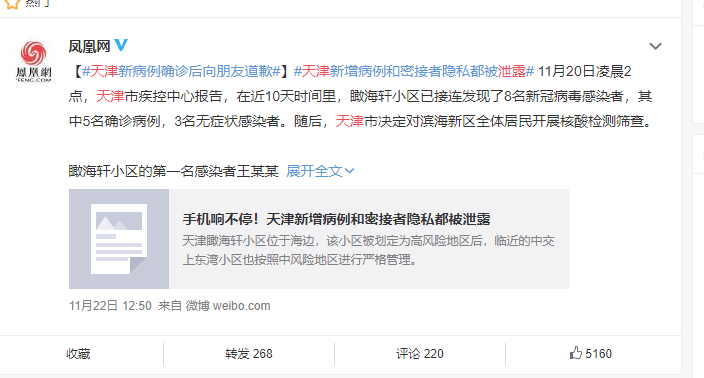 热门
凤凰网
鳳凰網
IFENG.COM
【#天津新病例确诊后向朋友道歉#】#天津新增病例和密接者隐私都被泄露# 11月20日凌晨2
点，天津市疾控中心报告，在近10天时间里，瞰海轩小区已接连发现了8名新冠病毒感染者，其
中5名确诊病例，3名无症状感染者。随后，天津市决定对滨海新区全体居民开展核酸检测筛查。
瞰海轩小区的第一名感染者王某某 展开全文
手机响不停！天津新增病例和密接者隐私都被泄露
天津瞰海轩小区位于海边，该小区被划定为高风险地区后，临近的中交
上东湾小区也按照中风险地区进行严格管理。
11月22日 12:50 来自 微博 weibo.com
收藏 转发 268 评论 220 5160